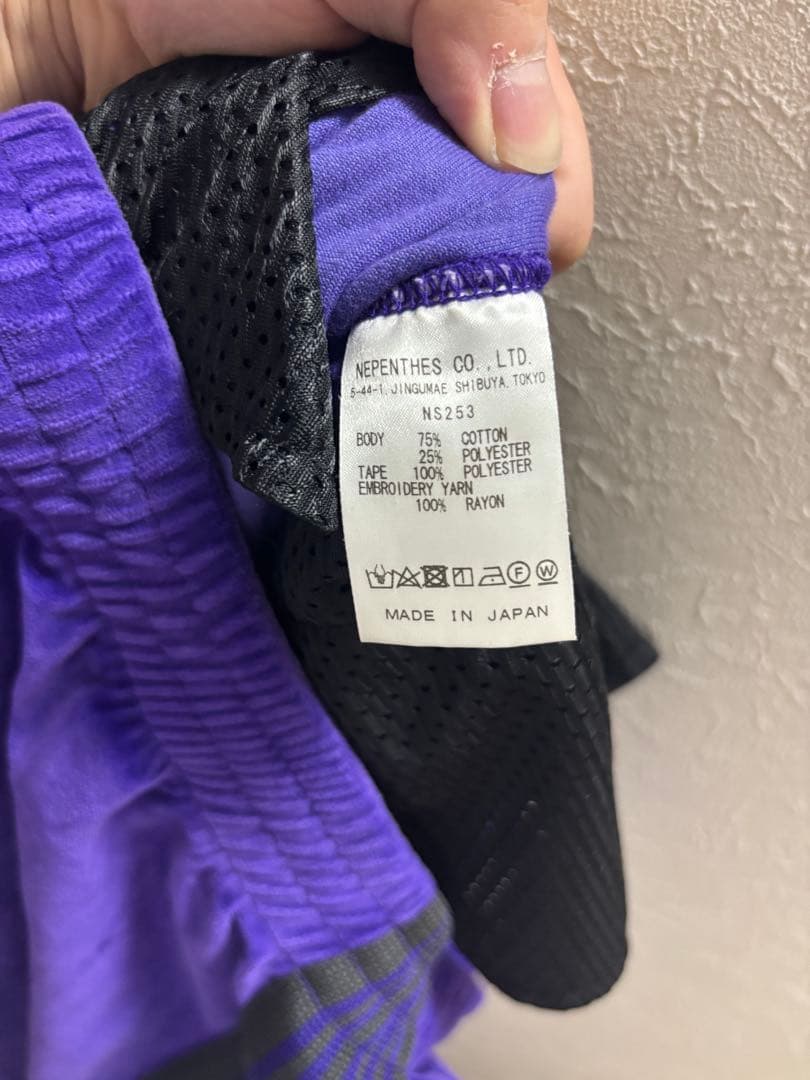 NEPENTHES CO.,LTD.
5-44-1, JINGUMAE SHIBUYA, TOKYO
NS253
BODY 75% COTTON
25% POLYESTER
TAPE 100% POLYESTER
EMBROIDERY YARN
100% RAYON
F W
MADE IN JAPAN